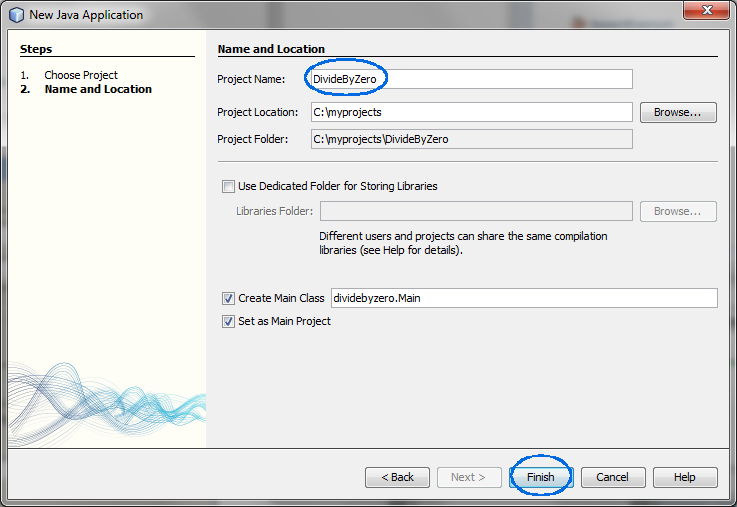 New Java Application
Steps
1. Choose Project
2. Name and Location
Name and Location
Project Name: DivideByZero
Project Location: C:\myprojects Browse...
Project Folder: C:\myprojects\DivideByZero
Use Dedicated Folder for Storing Libraries
Libraries Folder: Browse...
Different users and projects can share the same compilation
libraries (see Help for details).
Create Main Class dividebyzero.Main
Set as Main Project
< Back Next > Finish Cancel Help